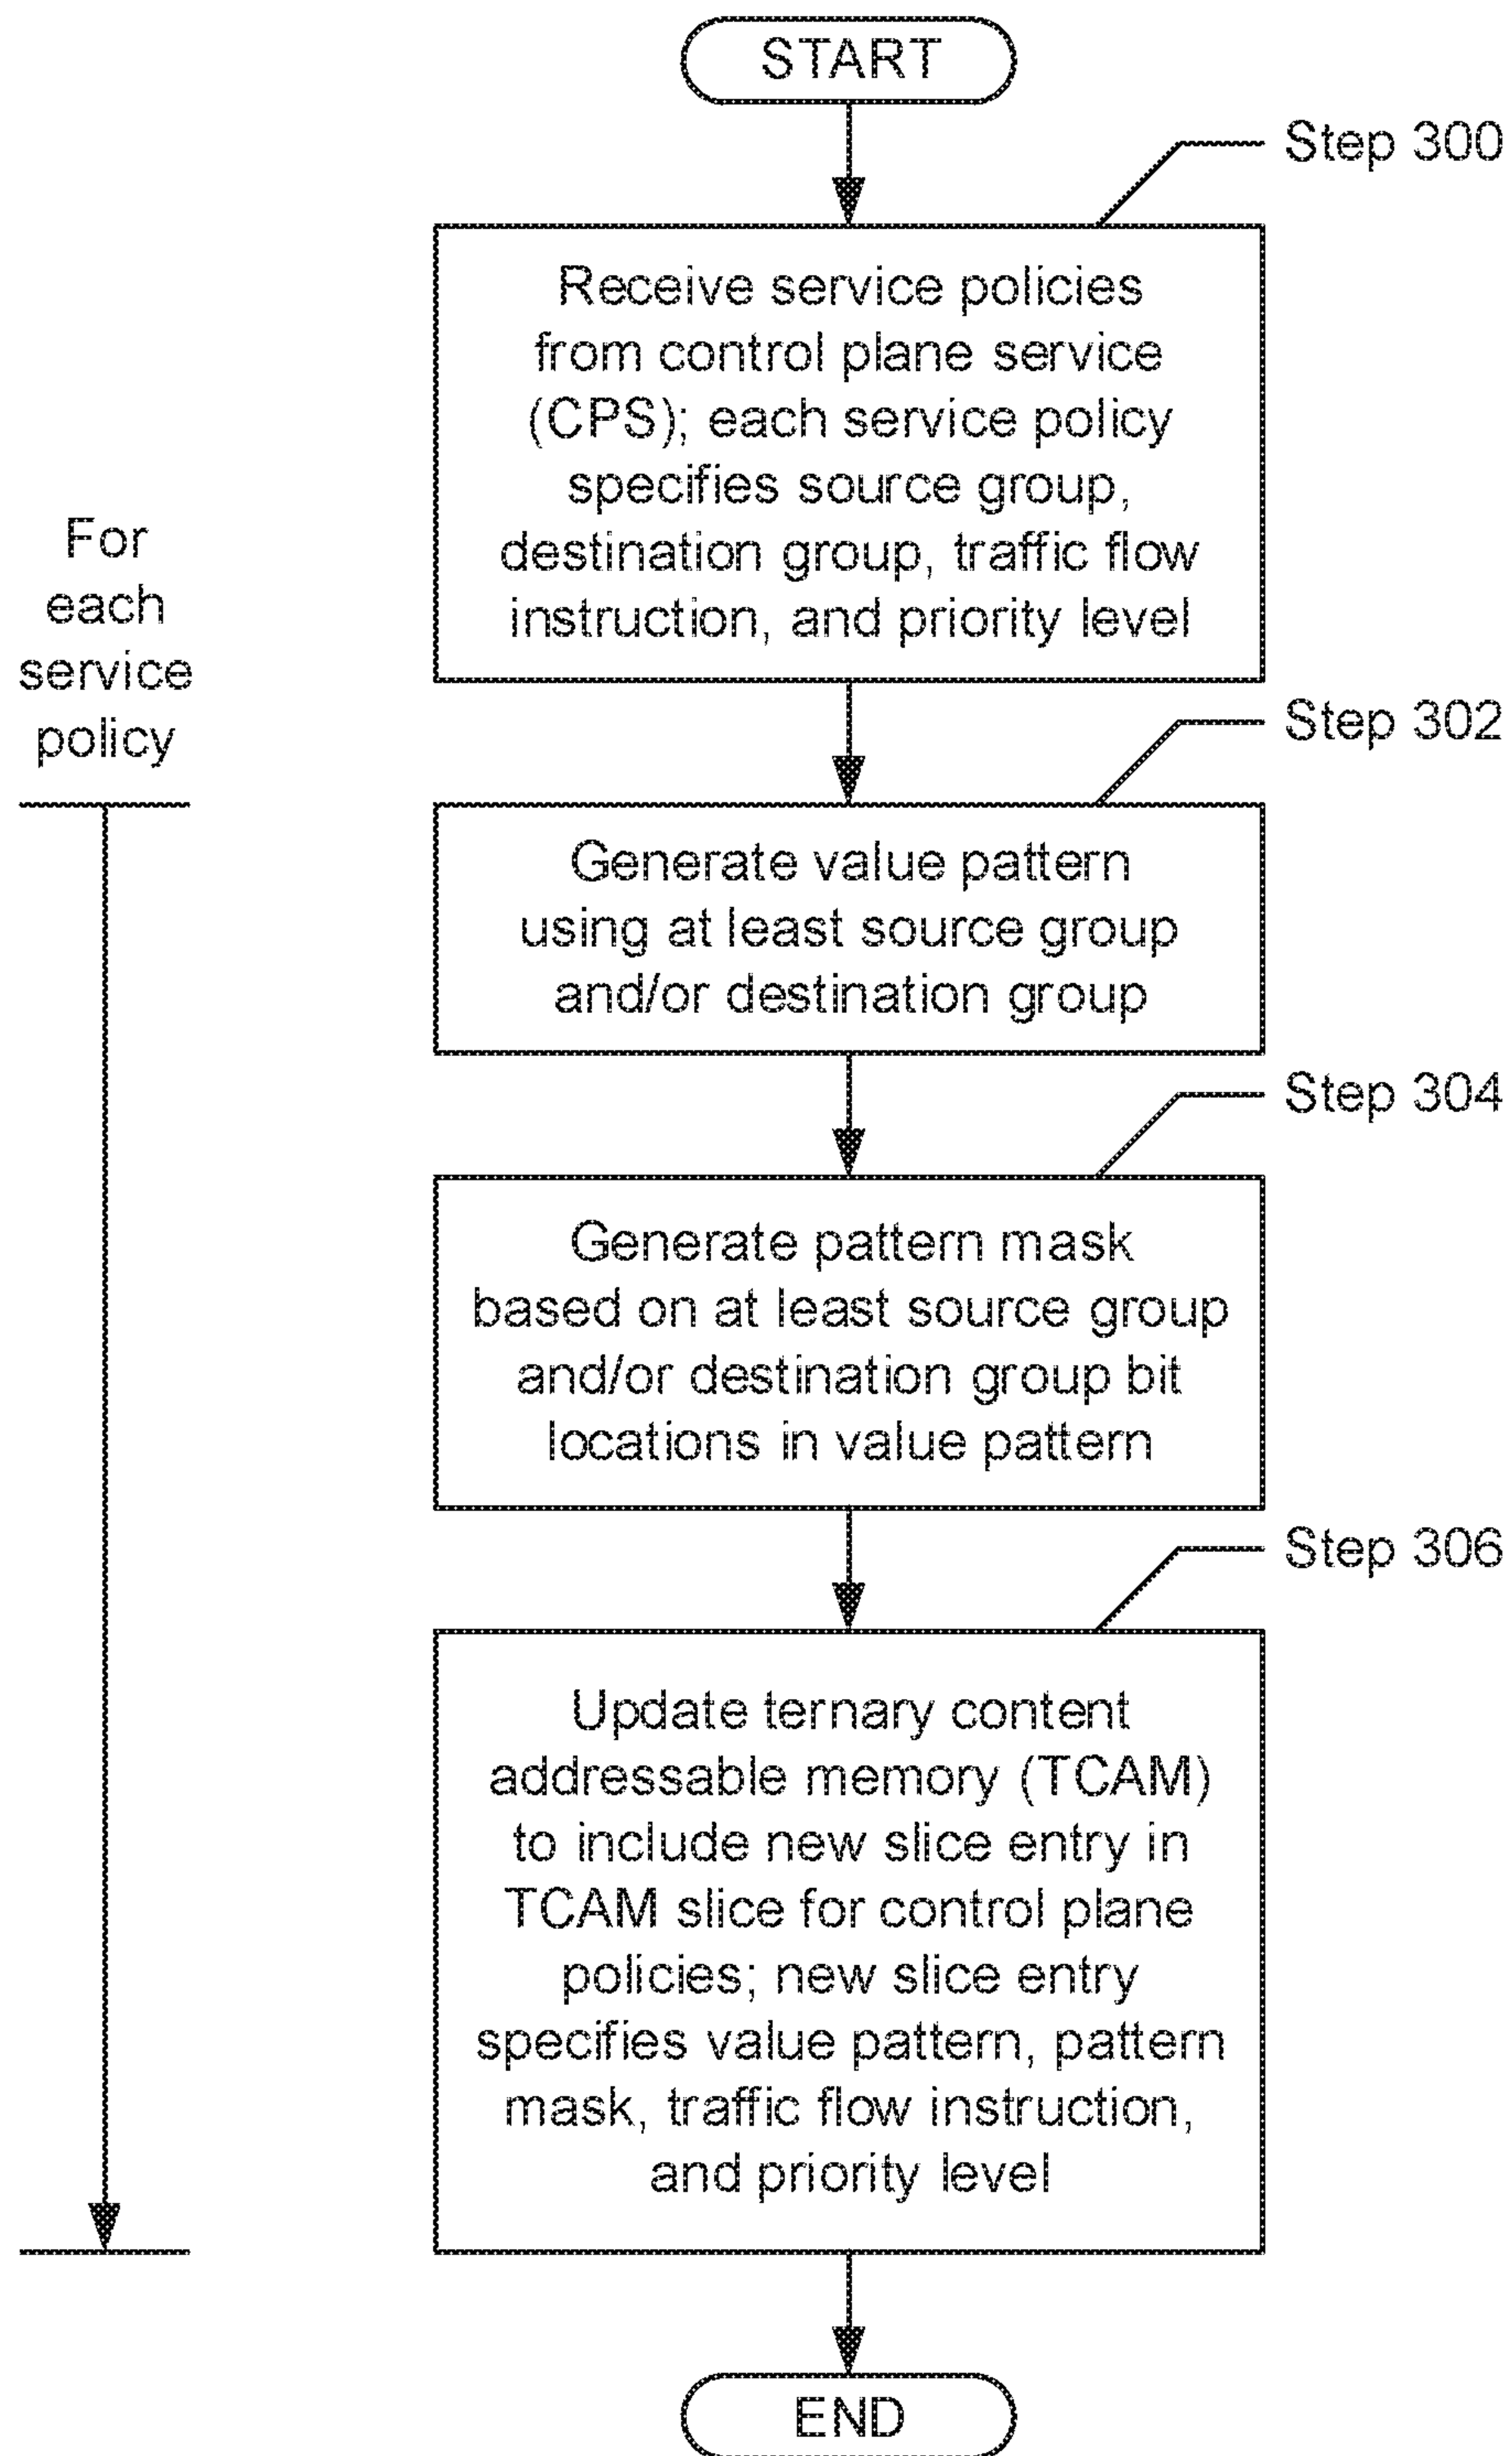 START
Step 300
Receive service policies
from control plane service
(CPS); each service policy
specifies source group,
destination group, traffic flow
instruction, and priority level
For
each
service
policy
Step 302
Generate value pattern
using at least source group
and/or destination group
Step 304
Generate pattern mask
based on at least source group
and/or destination group bit
locations in value pattern
Step 306
Update ternary content
addressable memory (TCAM)
to include new slice entry in
TCAM slice for control plane
policies; new slice entry
specifies value pattern, pattern
mask, traffic flow instruction,
and priority level
END